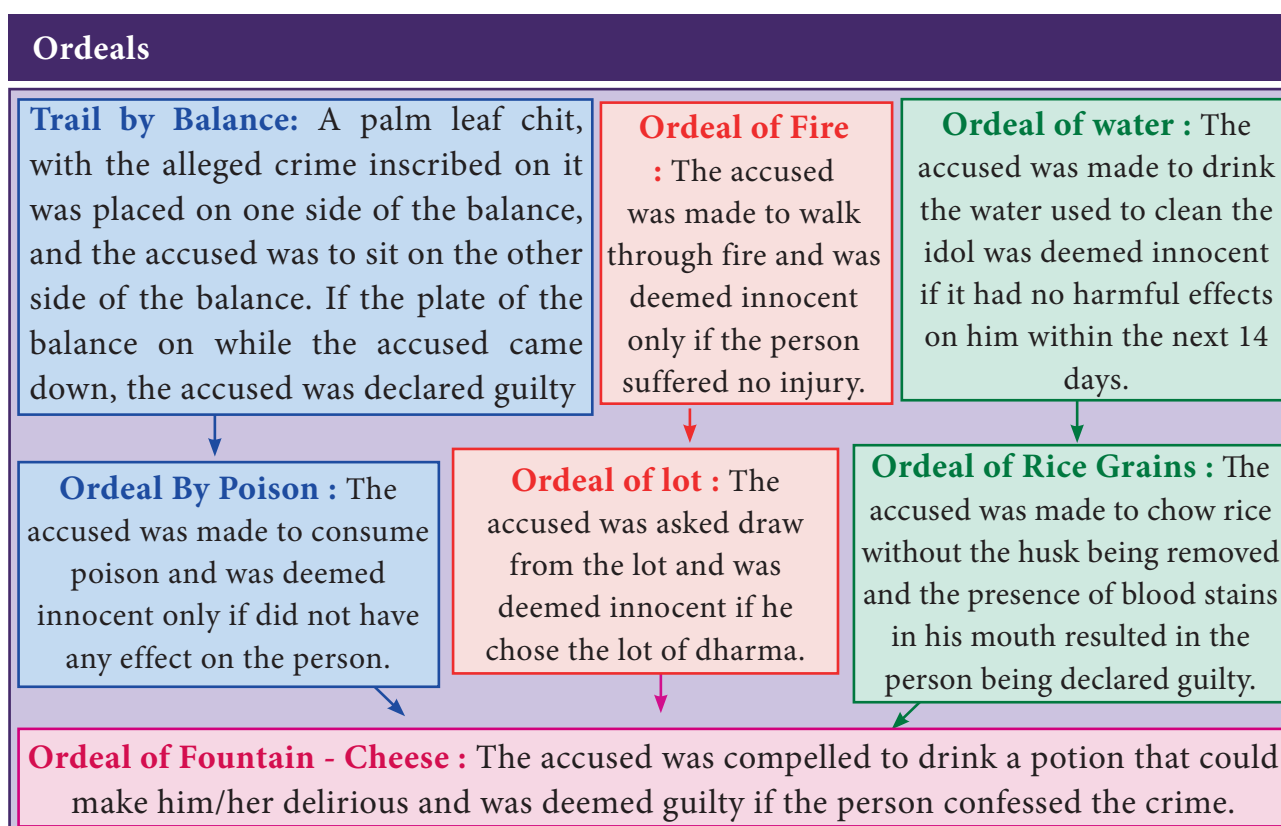 Ordeals
Trail by Balance: A palm leaf chit,
with the alleged crime inscribed on it
was placed on one side of the balance,
and the accused was to sit on the other
side of the balance. If the plate of the
balance on while the accused came
down, the accused was declared guilty
Ordeal of Fire
: The accused
was made to walk
through fire and was
deemed innocent
only if the person
suffered no injury.
Ordeal of water : The
accused was made to drink
the water used to clean the
idol was deemed innocent
if it had no harmful effects
on him within the next 14
days.
Ordeal By Poison : The
accused was made to consume
poison and was deemed
innocent only if did not have
any effect on the person.
Ordeal of lot : The
accused was asked draw
from the lot and was
deemed innocent if he
chose the lot of dharma.
Ordeal of Rice Grains : The
accused was made to chow rice
without the husk being removed
and the presence of blood stains
in his mouth resulted in the
person being declared guilty.
Ordeal of Fountain - Cheese : The accused was compelled to drink a potion that could
make him/her delirious and was deemed guilty if the person confessed the crime.